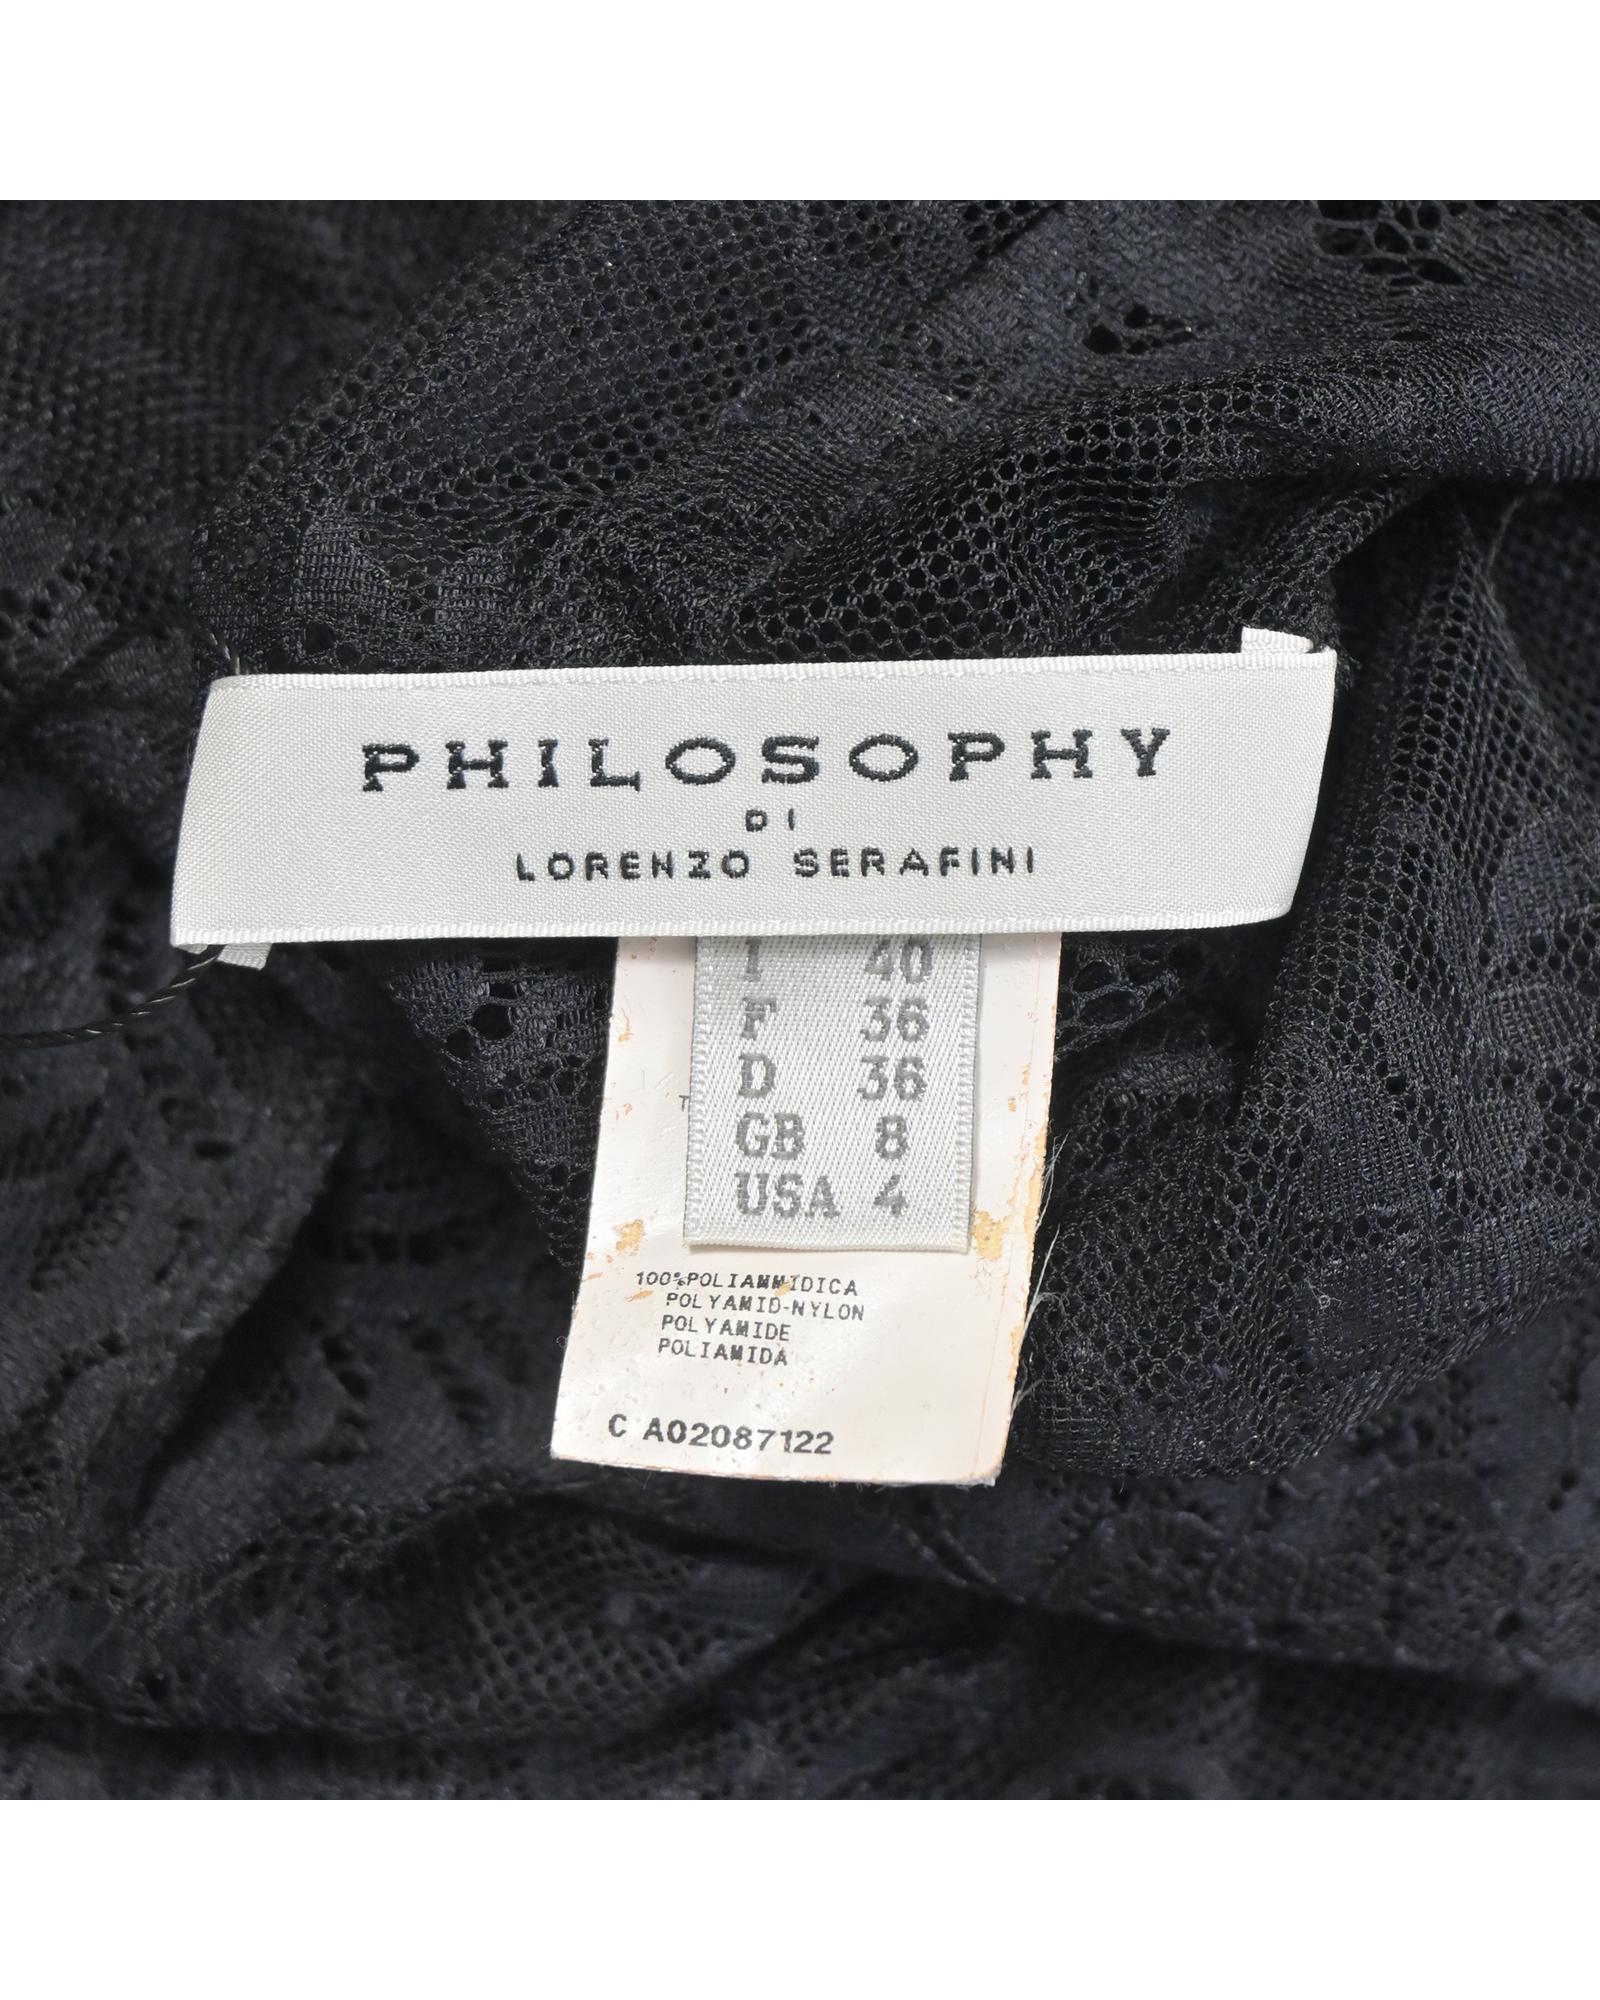 PHILOSOPHY
DI
LORENZO SERAFINI
I 40
F 36
D 36
GB 8
USA 4
100%POLIAMMIDICA
POLYAMID-NYLON
POLYAMIDE
POLIAMIDA
C A02087122